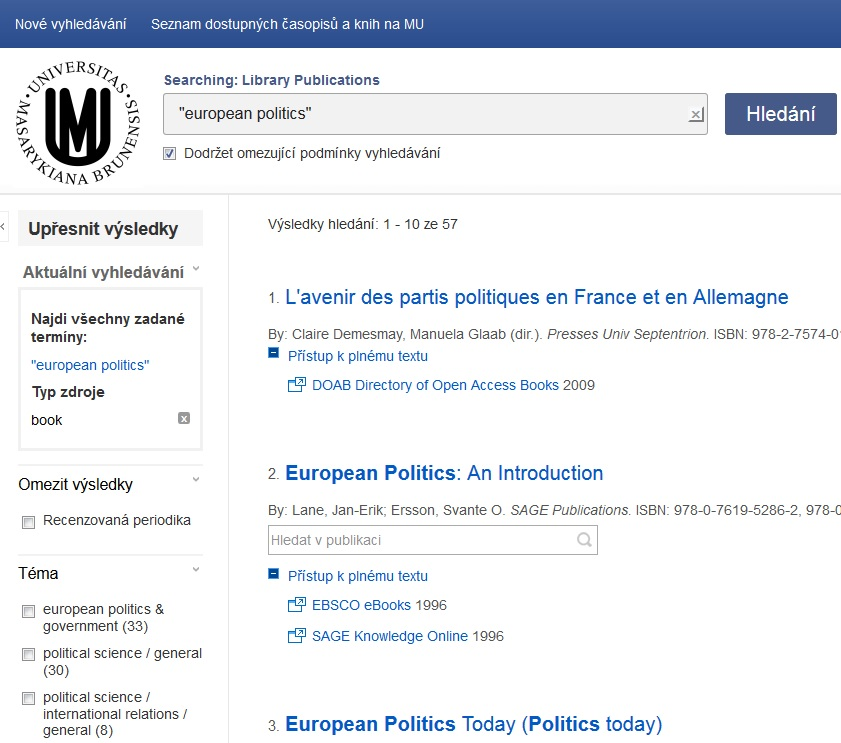 Nové vyhledávání Seznam dostupných časopisů a knih na MU
UNIVERSITAS MASARYKIANA BRUNENSIS
MU
Searching: Library Publications
"european politics"
Hledání
Dodržet omezující podmínky vyhledávání
Upřesnit výsledky
Aktuální vyhledávání
Najdi všechny zadané
termíny:
"european politics"
Typ zdroje
book
Omezit výsledky
Recenzovaná periodika
Téma
european politics &
government (33)
political science / general
(30)
political science /
international relations /
general (8)
Výsledky hledání: 1 - 10 ze 57
1. L'avenir des partis politiques en France et en Allemagne
By: Claire Demesmay, Manuela Glaab (dir.). Presses Univ Septentrion. ISBN: 978-2-7574-0
Přístup k plnému textu
DOAB Directory of Open Access Books 2009
2. European Politics: An Introduction
By: Lane, Jan-Erik; Ersson, Svante O. SAGE Publications. ISBN: 978-0-7619-5286-2, 978-0
Hledat v publikaci
Přístup k plnému textu
EBSCO eBooks 1996
SAGE Knowledge Online 1996
3. European Politics Today (Politics today)